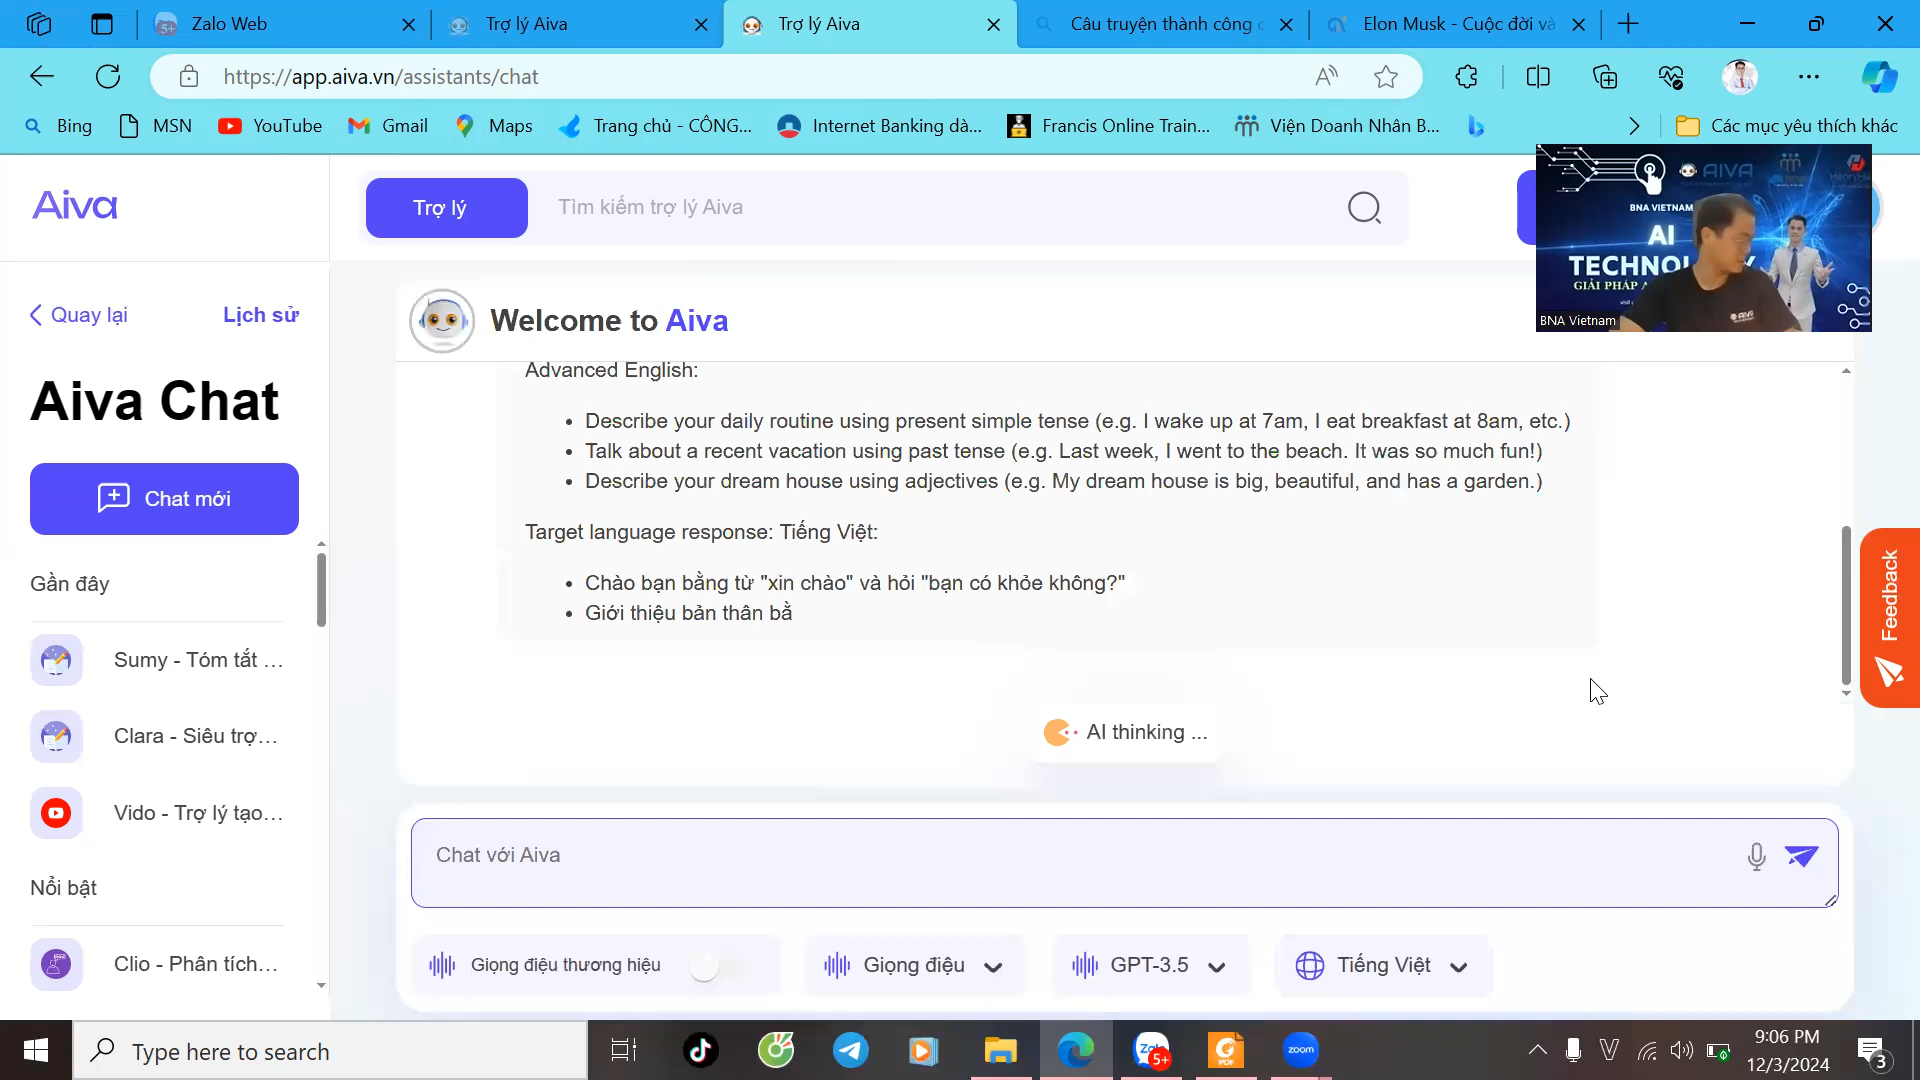 Zalo Web
Trợ lý Aiva
Trợ lý Aiva
Câu truyện thành công
Elon Musk - Cuộc đời và
https://app.aiva.vn/assistants/chat
Bing
MSN
YouTube
Gmail
Maps
Trang chủ - CÔNG...
Internet Banking dà...
Francis Online Train...
Viện Doanh Nhân B...
Các mục yêu thích khác
Aiva
Trợ lý
Tìm kiếm trợ lý Aiva
AIVA
BNA VIETNAM
AI
GIẢI PHÁP
BNA Vietnam
Quay lại
Lịch sử
Welcome to Aiva
Aiva Chat
Chat mới
Gần đây
Sumy - Tóm tắt ...
Clara - Siêu trợ...
Vido - Trợ lý tạo...
Nổi bật
Clio - Phân tích...
Advanced English:
• Describe your daily routine using present simple tense (e.g. I wake up at 7am, I eat breakfast at 8am, etc.)
• Talk about a recent vacation using past tense (e.g. Last week, I went to the beach. It was so much fun!)
• Describe your dream house using adjectives (e.g. My dream house is big, beautiful, and has a garden.)
Target language response: Tiếng Việt:
• Chào bạn bằng từ "xin chào" và hỏi "bạn có khỏe không?"
• Giới thiệu bản thân bằ
AI thinking ...
Feedback
Chat với Aiva
Giọng điệu thương hiệu
Giọng điệu
GPT-3.5
Tiếng Việt
Type here to search
Zalo
5+
PDF
zoom
9:06 PM
12/3/2024
3